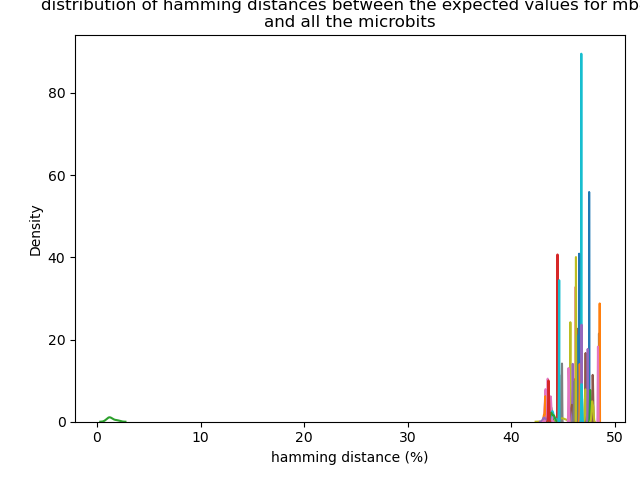 distribution of hamming distances between the expected values for mb
and all the microbits
80
60
40
20
0
Density
0 10 20 30 40 50
hamming distance (%)